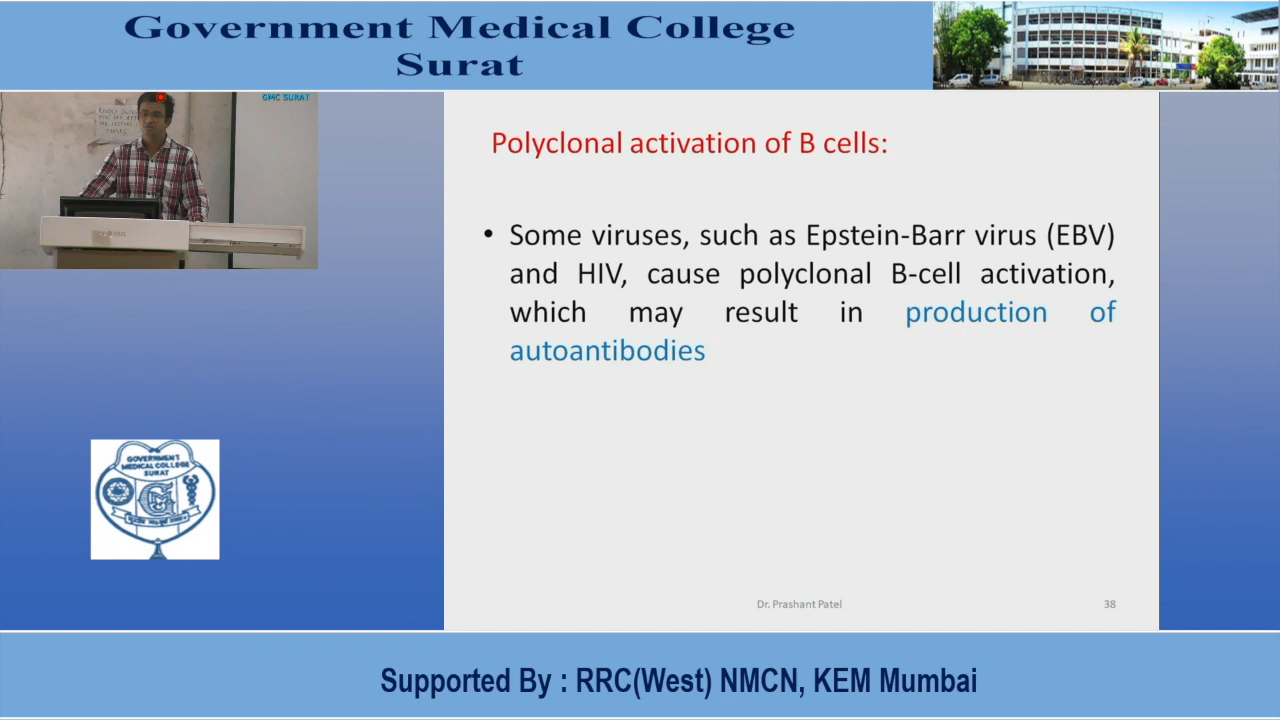 Government Medical College
Surat
GMC SURAT
Polyclonal activation of B cells:
• Some viruses, such as Epstein-Barr virus (EBV)
and HIV, cause polyclonal B-cell activation,
which may result in production of
autoantibodies
GOVERNMENT
MEDICAL COLLEGE
SURAT
Dr. Prashant Patel
38
Supported By : RRC(West) NMCN, KEM Mumbai